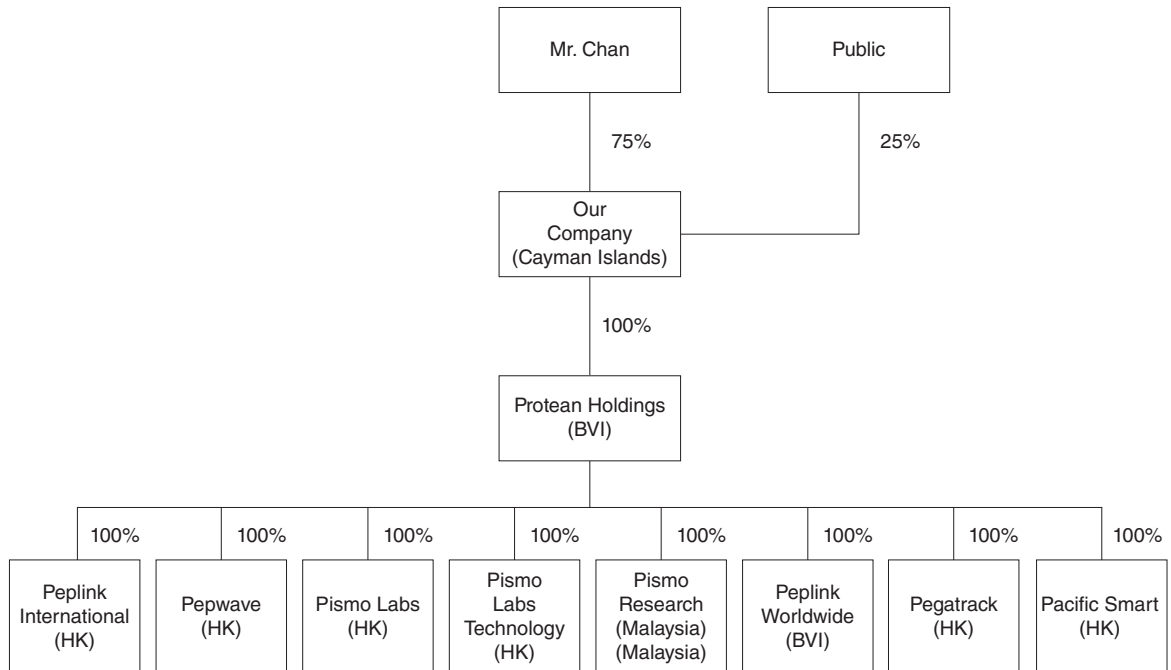 Mr. Chan
Public
75%
25%
Our
Company
(Cayman Islands)
100%
Protean Holdings
(BVI)
100%
100%
100%
100%
100%
100%
100%
100%
Peplink
International
(HK)
Pepwave
(HK)
Pismo Labs
(HK)
Pismo
Labs
Technology
(HK)
Pismo
Research
(Malaysia)
(Malaysia)
Peplink
Worldwide
(BVI)
Pegatrack
(HK)
Pacific Smart
(HK)